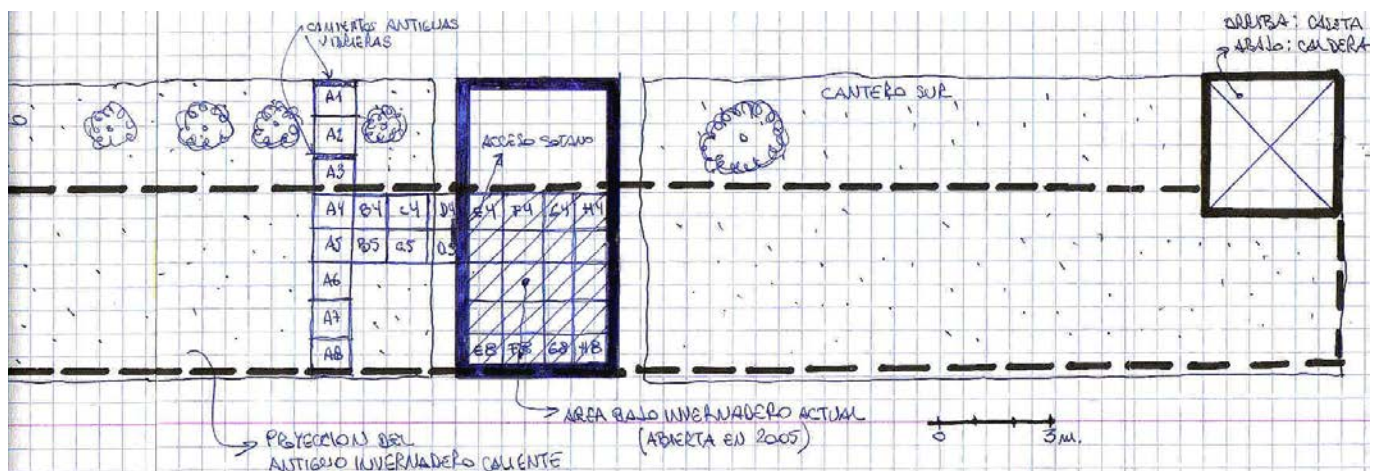 CIMIENTOS ANTIGUAS
VIDRIERAS
ARRIBA: CASETA
ABAJO: CALDERA
A1
A2
A3
A4 B4 C4 D4 E4 F4 G4 H4
A5 B5 C5 D5
A6
A7
A8 E8 F8 G8 H8
ACCESO SOTANO
CANTERO SUR
AREA BAJO INVERNADERO ACTUAL
(ABIERTA EN 2005)
0 3m.
PROYECCION DEL
ANTIGUO INVERNADERO CALIENTE